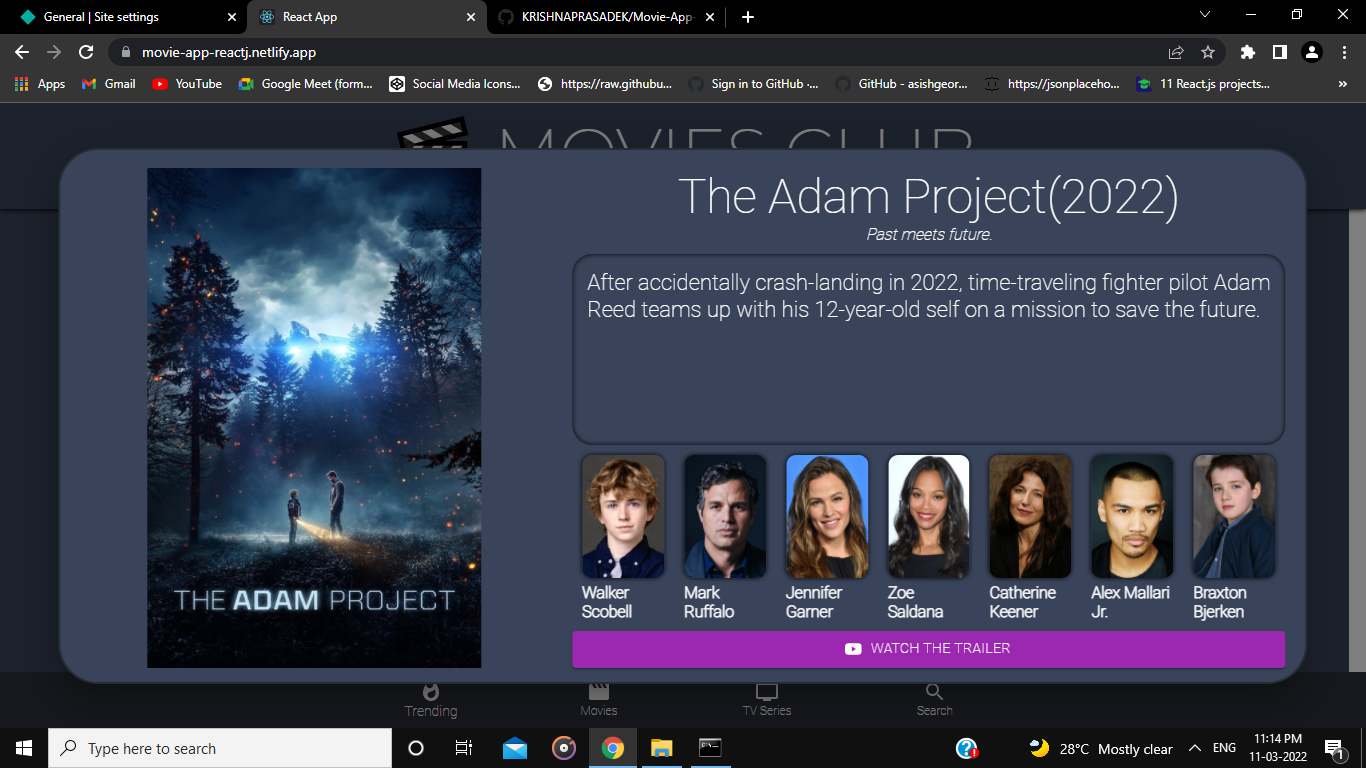 General | Site settings
React App
KRISHNAPRASADEK/Movie-App-
movie-app-reactj.netlify.app
Apps
Gmail
YouTube
Google Meet (form...
Social Media Icons...
https://raw.githubu...
Sign in to GitHub ·...
GitHub - asishgeor...
https://jsonplaceho...
11 React.js projects...
»
MOVIES CLUB
The Adam Project(2022)
Past meets future.
After accidentally crash-landing in 2022, time-traveling fighter pilot Adam
Reed teams up with his 12-year-old self on a mission to save the future.
THE ADAM PROJECT
Walker
Scobell
Mark
Ruffalo
Jennifer
Garner
Zoe
Saldana
Catherine
Keener
Alex Mallari
Jr.
Braxton
Bjerken
WATCH THE TRAILER
Trending
Movies
TV Series
Search
Type here to search
28°C Mostly clear
ENG
11:14 PM
11-03-2022
1